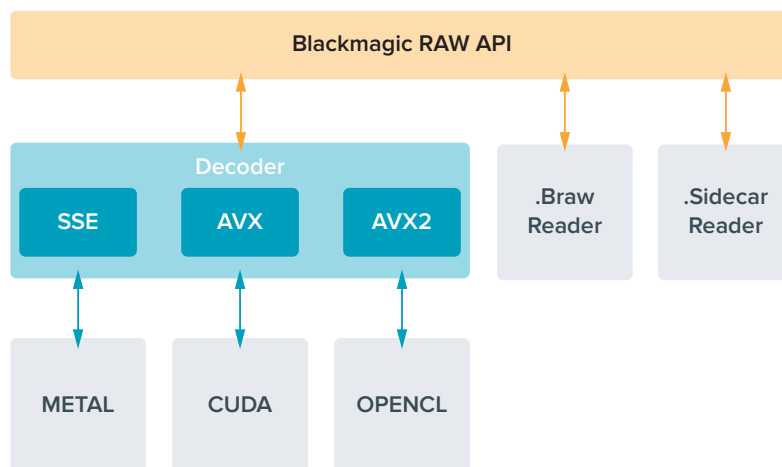 Blackmagic RAW API
Decoder
SSE
AVX
AVX2
.Braw
Reader
.Sidecar
Reader
METAL
CUDA
OPENCL